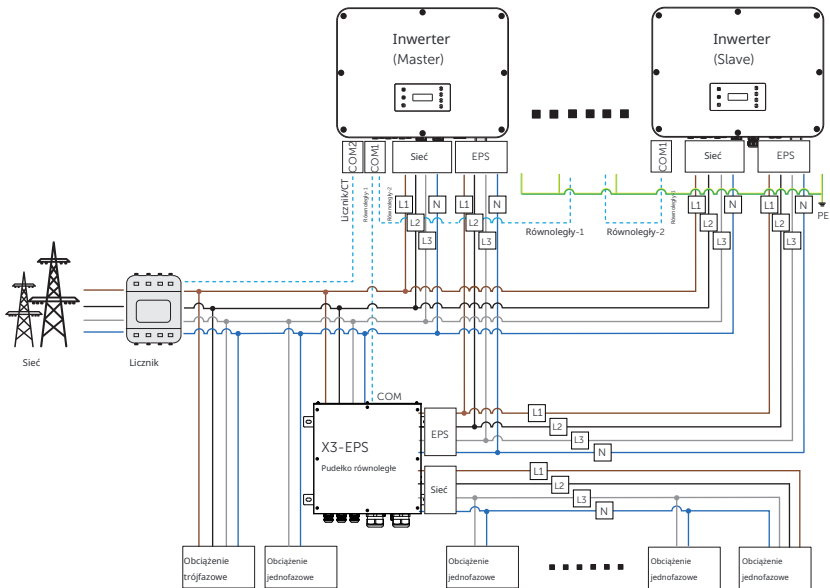 Inwerter
(Master)
Inwerter
(Slave)
COM2
COM1
Sieć
EPS
COM1
Sieć
EPS
Licznik/CT
Równoległy-1
Równoległy-2
L1
L2
L3
N
L1
L2
L3
N
Równoległy-1
Równoległy-2
L1
L2
L3
N
L1
L2
L3
N
PE
Sieć
Licznik
COM
X3-EPS
Pudełko równoległe
EPS
Sieć
L1
L2
L3
N
L1
L2
L3
N
Obciążenie
trójfazowe
Obciążenie
jednofazowe
Obciążenie
jednofazowe
Obciążenie
jednofazowe
Obciążenie
jednofazowe